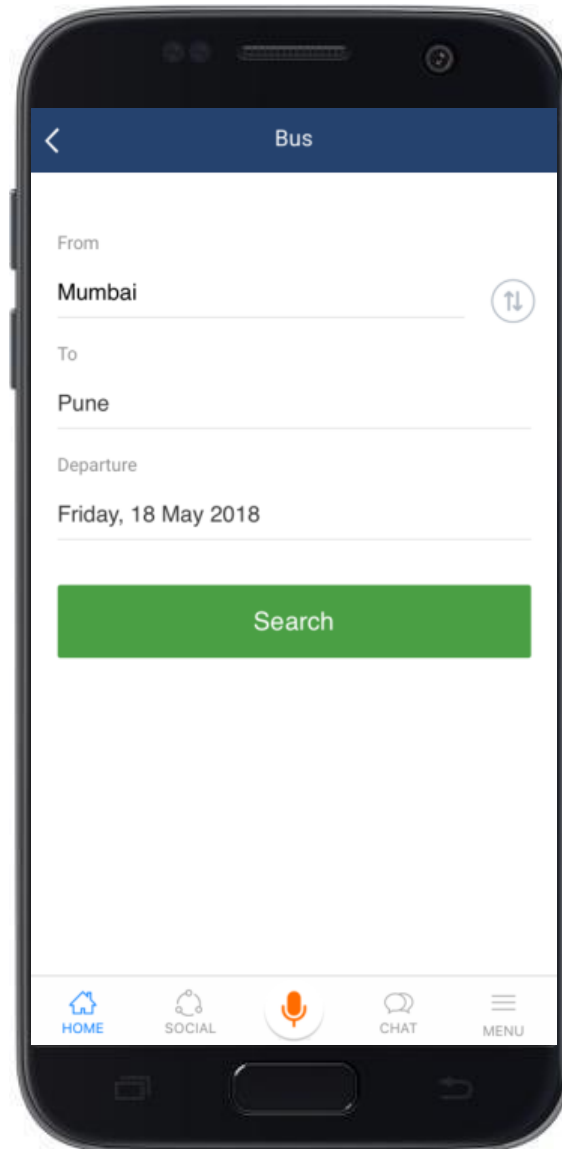 Bus
From
Mumbai
To
Pune
Departure
Friday, 18 May 2018
Search
HOME
SOCIAL
CHAT
MENU